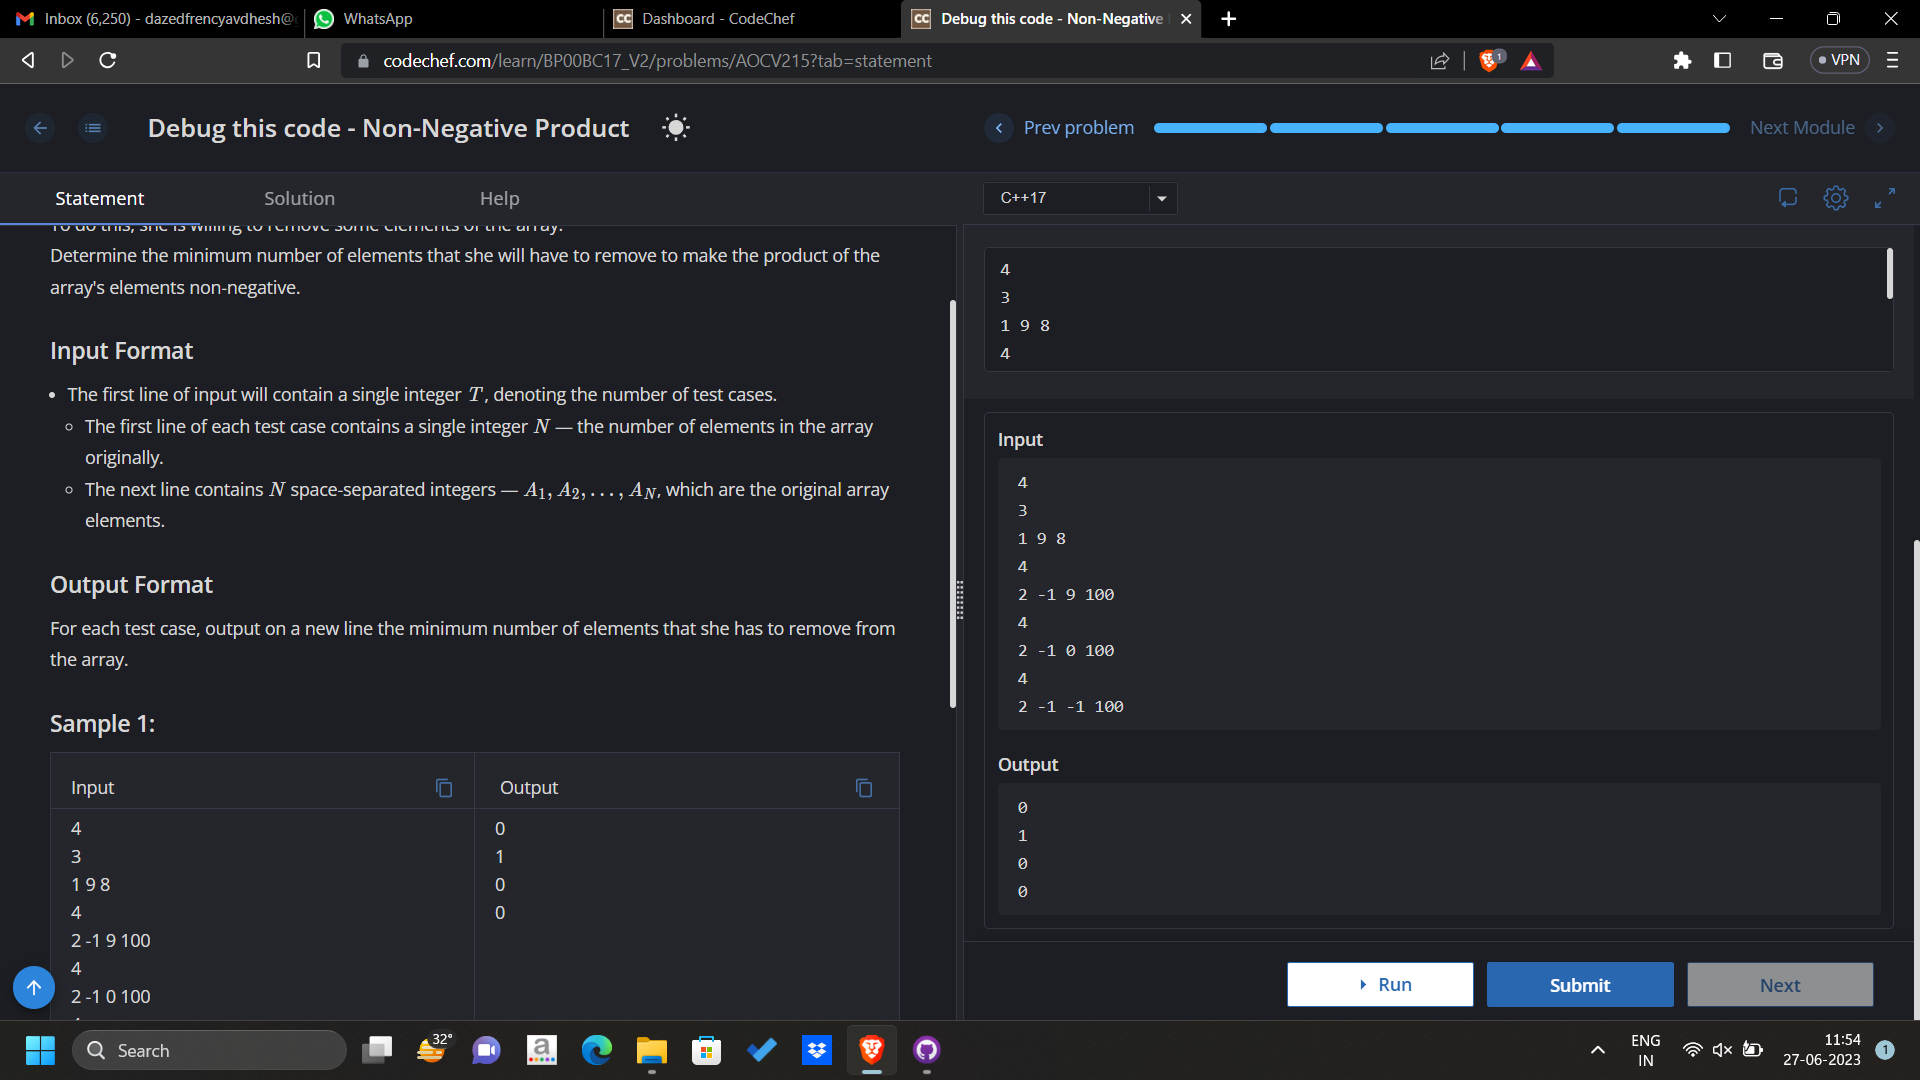 Inbox (6,250) - dazedfrencyavdhesh@
WhatsApp
CC Dashboard - CodeChef
CC Debug this code - Non-Negative
codechef.com/learn/BP00BC17_V2/problems/AOCV215?tab=statement
1
VPN
Debug this code - Non-Negative Product
Prev problem
Next Module
Statement
Solution
Help
To do this, she is willing to remove some elements of the array.
Determine the minimum number of elements that she will have to remove to make the product of the
array's elements non-negative.
Input Format
• The first line of input will contain a single integer T, denoting the number of test cases.
◦ The first line of each test case contains a single integer N — the number of elements in the array
originally.
◦ The next line contains N space-separated integers — A₁, A₂, . . . , A_N, which are the original array
elements.
Output Format
For each test case, output on a new line the minimum number of elements that she has to remove from
the array.
Sample 1:
Input
Output
4
3
1 9 8
4
2 -1 9 100
4
2 -1 0 100
0
1
0
0
C++17
4
3
1 9 8
4
Input
4
3
1 9 8
4
2 -1 9 100
4
2 -1 0 100
4
2 -1 -1 100
Output
0
1
0
0
Run
Submit
Next
Search
32°
a
ENG
IN
11:54
27-06-2023
1